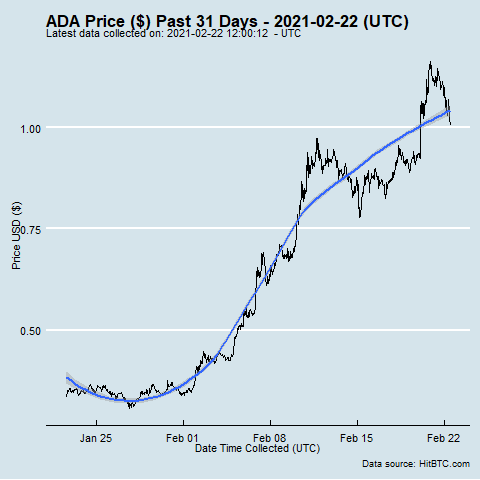 ADA Price ($) Past 31 Days - 2021-02-22 (UTC)
Latest data collected on: 2021-02-22 12:00:12 - UTC
Price USD ($)
1.00
0.75
0.50
Jan 25 Feb 01 Feb 08 Feb 15 Feb 22
Date Time Collected (UTC)
Data source: HitBTC.com